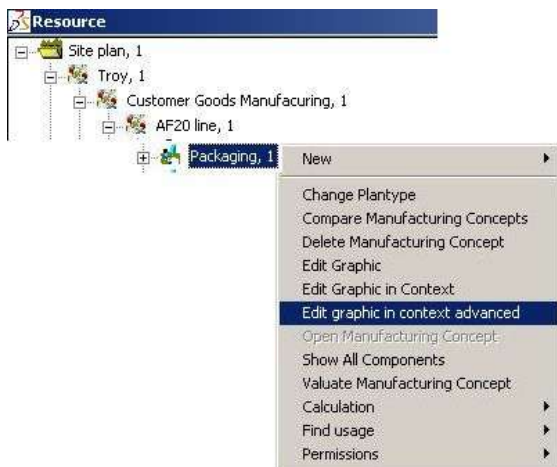 Resource
Site plan, 1
Troy, 1
Customer Goods Manufacuring, 1
AF20 line, 1
Packaging, 1
New
Change Plantype
Compare Manufacturing Concepts
Delete Manufacturing Concept
Edit Graphic
Edit Graphic in Context
Edit graphic in context advanced
Open Manufacturing Concept
Show All Components
Valuate Manufacturing Concept
Calculation
Find usage
Permissions